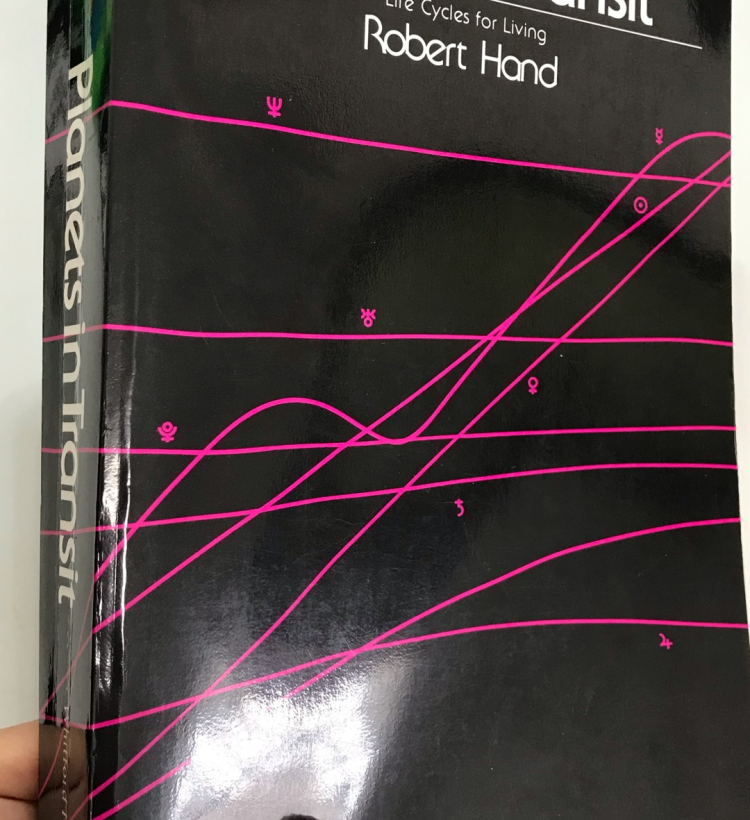 Life Cycles for Living
Robert Hand
♆
☿
☉
♅
♀
♇
♄
♃
Planets in Transit